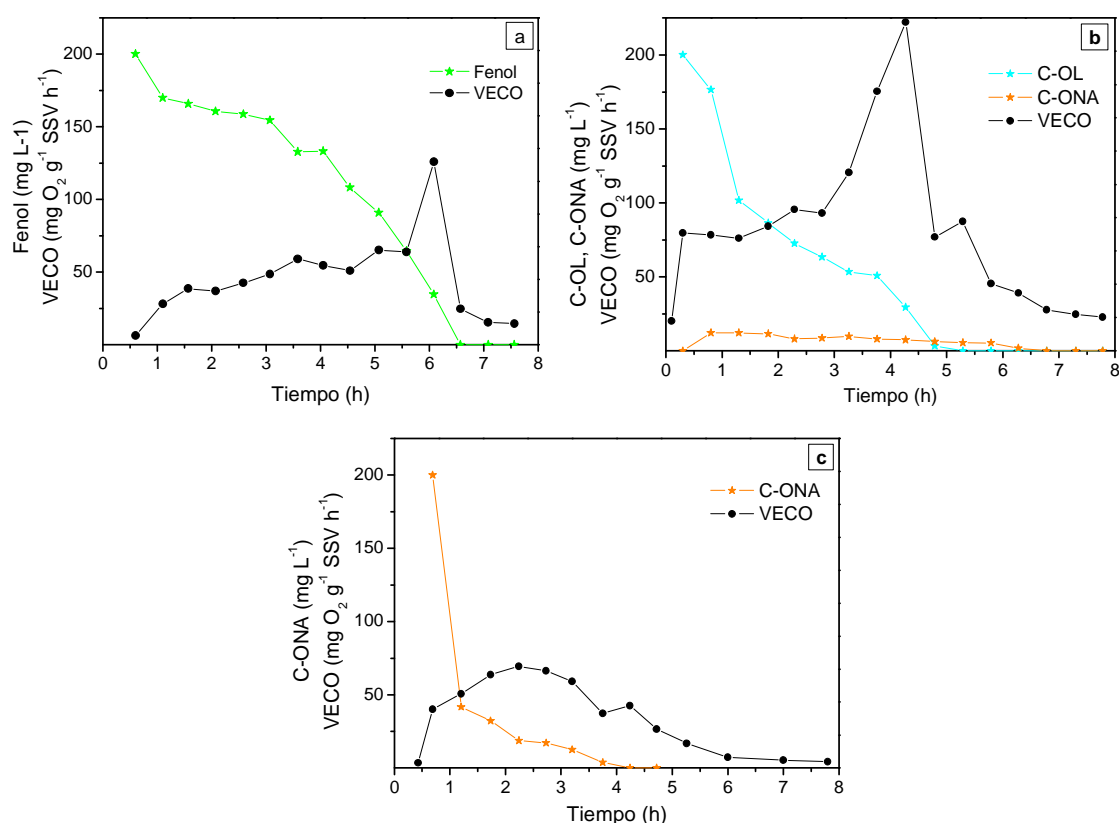 a
Fenol
VECO
Fenol (mg L-1)
VECO (mg O2 g-1 SSV h-1)
200
150
100
50
0 1 2 3 4 5 6 7 8
Tiempo (h)
b
C-OL
C-ONA
VECO
C-OL, C-ONA (mg L-1)
VECO (mg O2 g-1 SSV h-1)
200
150
100
50
0 1 2 3 4 5 6 7 8
Tiempo (h)
c
C-ONA
VECO
C-ONA (mg L-1)
VECO (mg O2 g-1 SSV h-1)
200
150
100
50
0 1 2 3 4 5 6 7 8
Tiempo (h)